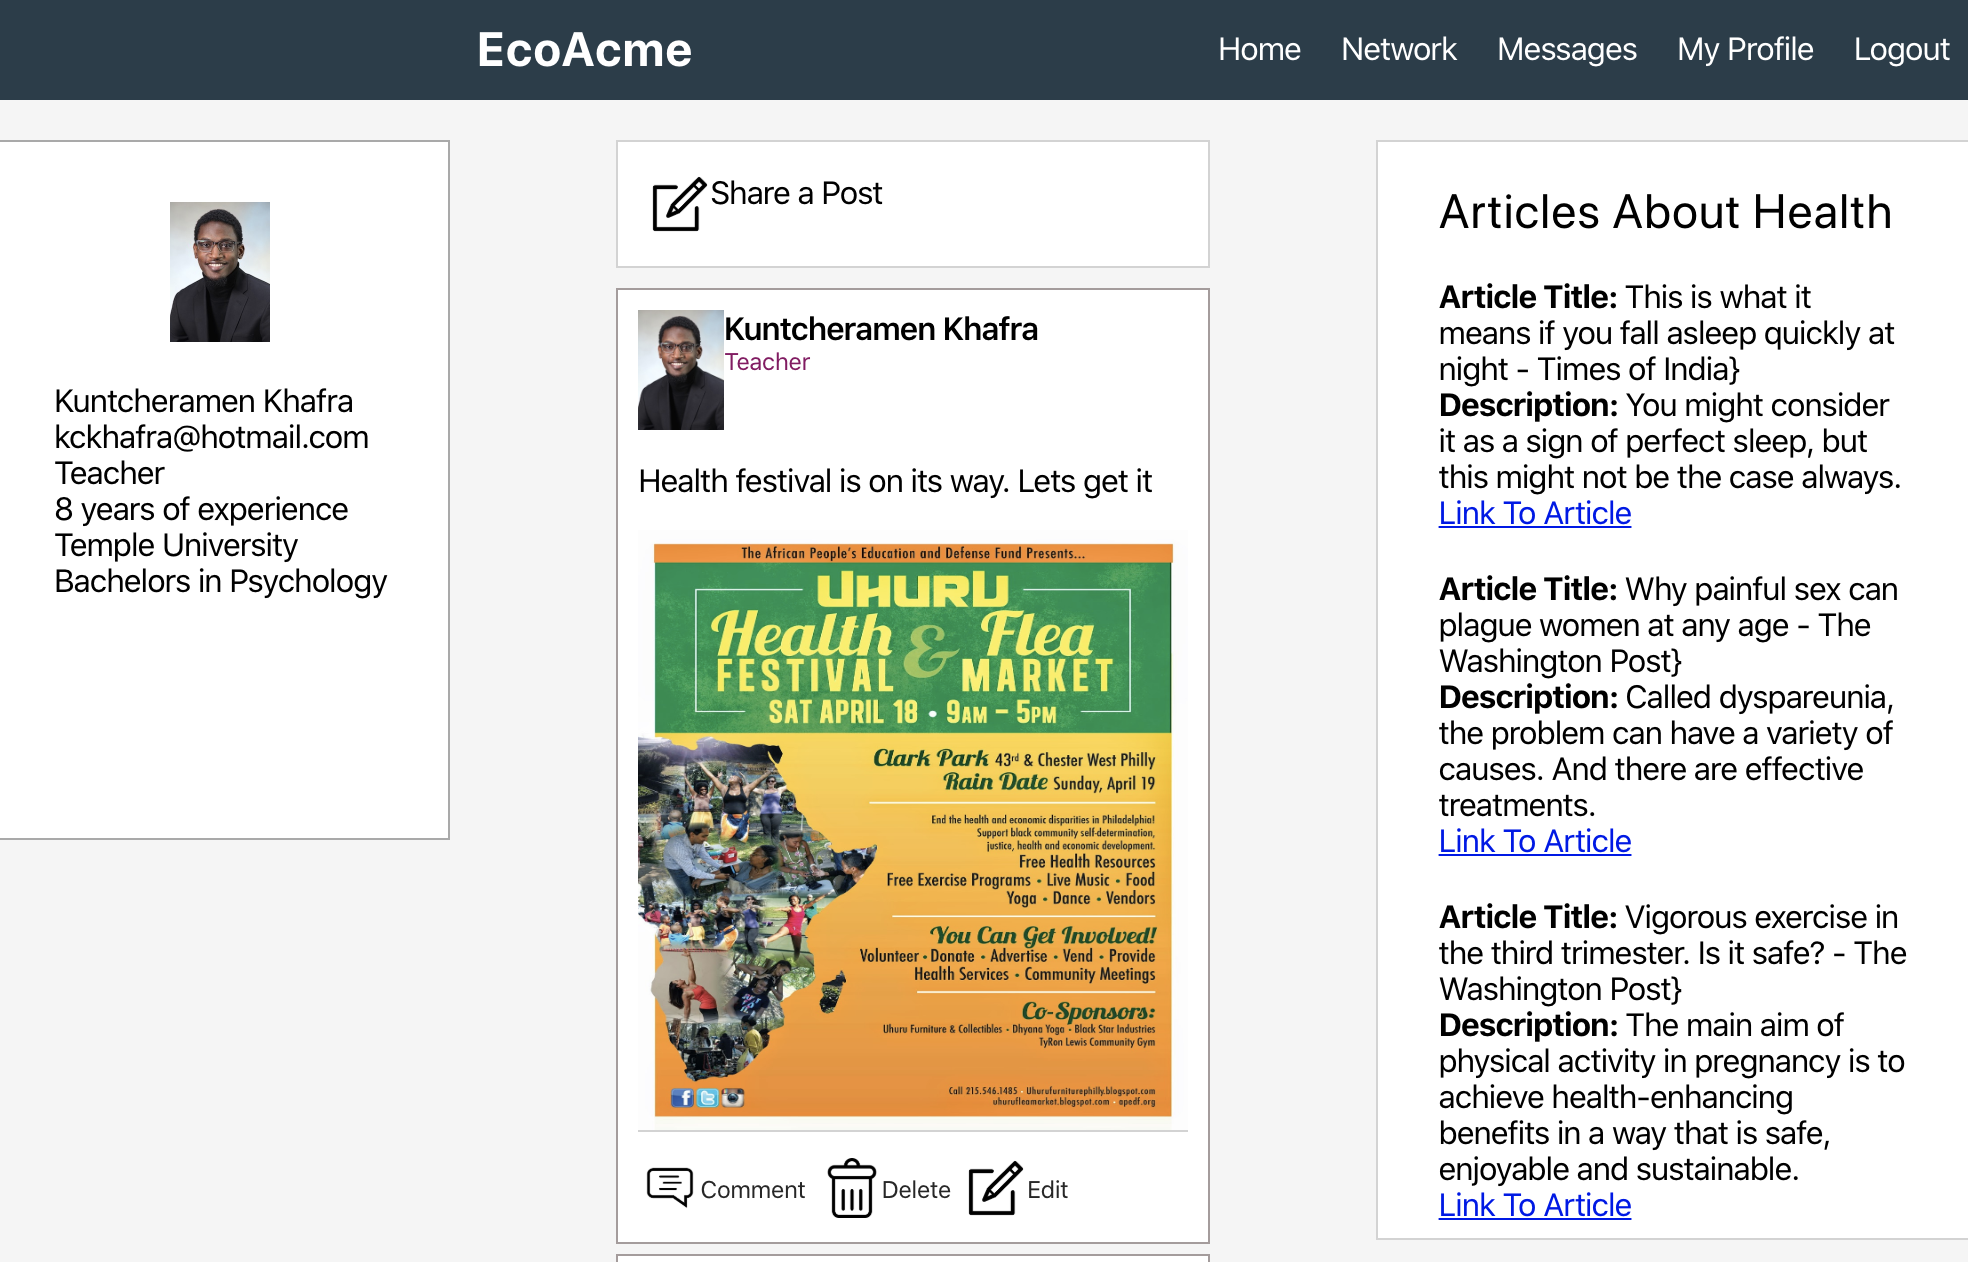 EcoAcme
Home
Network
Messages
My Profile
Logout
Kuntcheramen Khafra
kckhafra@hotmail.com
Teacher
8 years of experience
Temple University
Bachelors in Psychology
Share a Post
Kuntcheramen Khafra
Teacher
Health festival is on its way. Lets get it
The African People's Education and Defense Fund Presents...
UHURU
Health & Flea
FESTIVAL MARKET
SAT APRIL 18 • 9AM – 5PM
Clark Park 43rd & Chester West Philly
Rain Date Sunday, April 19
End the health and economic disparities in Philadelphia!
Support black community self-determination,
justice, health and economic development.
Free Health Resources
Free Exercise Programs • Live Music • Food
Yoga • Dance • Vendors
You Can Get Involved!
Volunteer • Donate • Advertise • Vend • Provide
Health Services • Community Meetings
Co-Sponsors:
Uhuru Furniture & Collectibles • Dhyana Yoga • Black Star Industries
TyRon Lewis Community Gym
Call 215.546.1485 • Uhurufurniturephilly.blogspot.com
uhurufleamarket.blogspot.com • apedf.org
Comment
Delete
Edit
Articles About Health
Article Title: This is what it
means if you fall asleep quickly at
night - Times of India}
Description: You might consider
it as a sign of perfect sleep, but
this might not be the case always.
Link To Article
Article Title: Why painful sex can
plague women at any age - The
Washington Post}
Description: Called dyspareunia,
the problem can have a variety of
causes. And there are effective
treatments.
Link To Article
Article Title: Vigorous exercise in
the third trimester. Is it safe? - The
Washington Post}
Description: The main aim of
physical activity in pregnancy is to
achieve health-enhancing
benefits in a way that is safe,
enjoyable and sustainable.
Link To Article